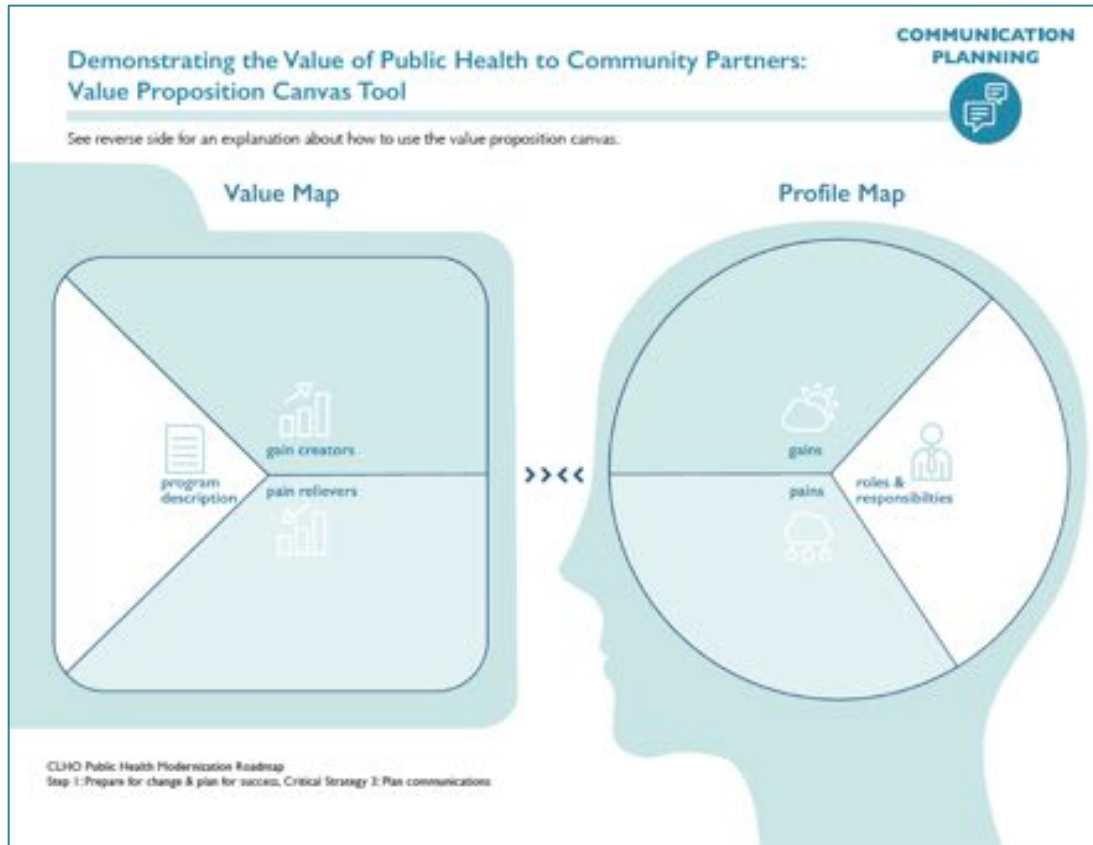 COMMUNICATION
PLANNING
Demonstrating the Value of Public Health to Community Partners:
Value Proposition Canvas Tool
See reverse side for an explanation about how to use the value proposition canvas.
Value Map
gain creators
program
description
pain relievers
Profile Map
gains
pains
roles &
responsibilties
CLHO Public Health Modernization Roadmap
Step 1: Prepare for change & plan for success, Critical Strategy 3: Plan communications